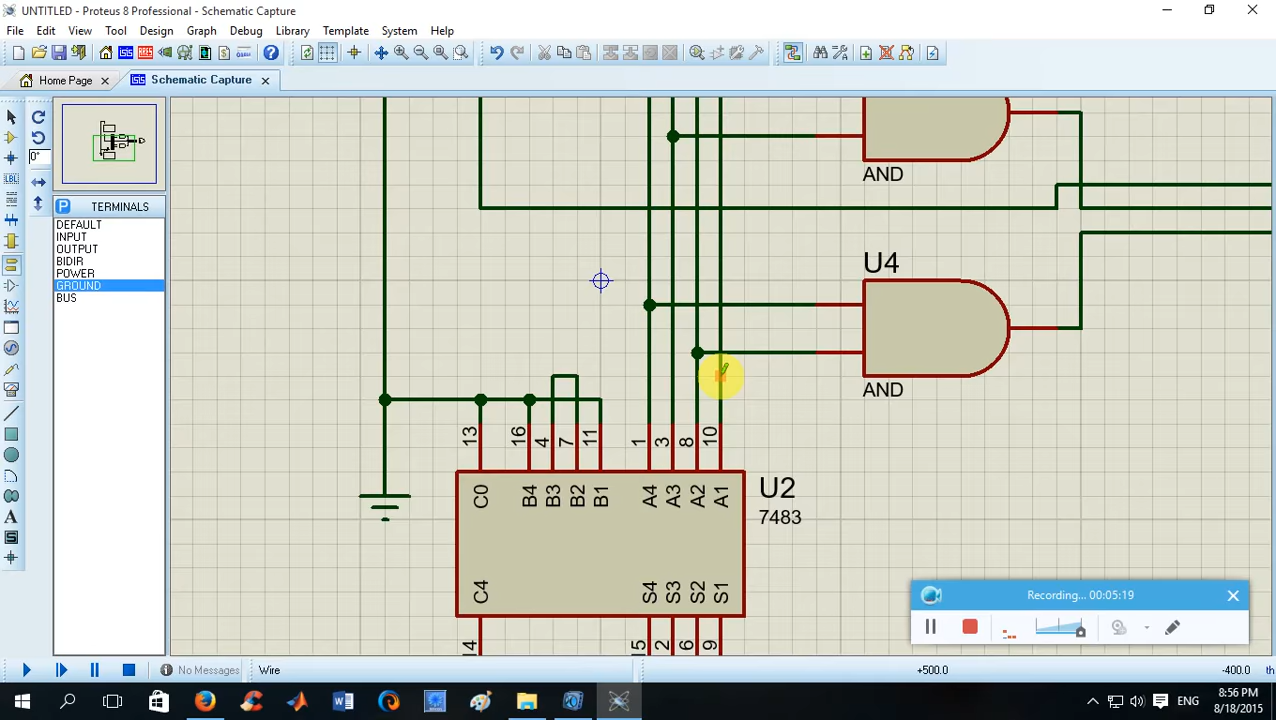 UNTITLED - Proteus 8 Professional - Schematic Capture
File Edit View Tool Design Graph Debug Library Template System Help
Home Page
Schematic Capture
0°
LBL
P TERMINALS
DEFAULT
INPUT
OUTPUT
BIDIR
POWER
GROUND
BUS
A
AND
U4
AND
13 16 4 7 11 1 3 8 10
C0 B4 B3 B2 B1 A4 A3 A2 A1
U2
7483
C4 S4 S3 S2 S1
14 15 2 6 9
Recording... 00:05:19
No Messages Wire +500.0 -400.0 th
ENG
8:56 PM
8/18/2015